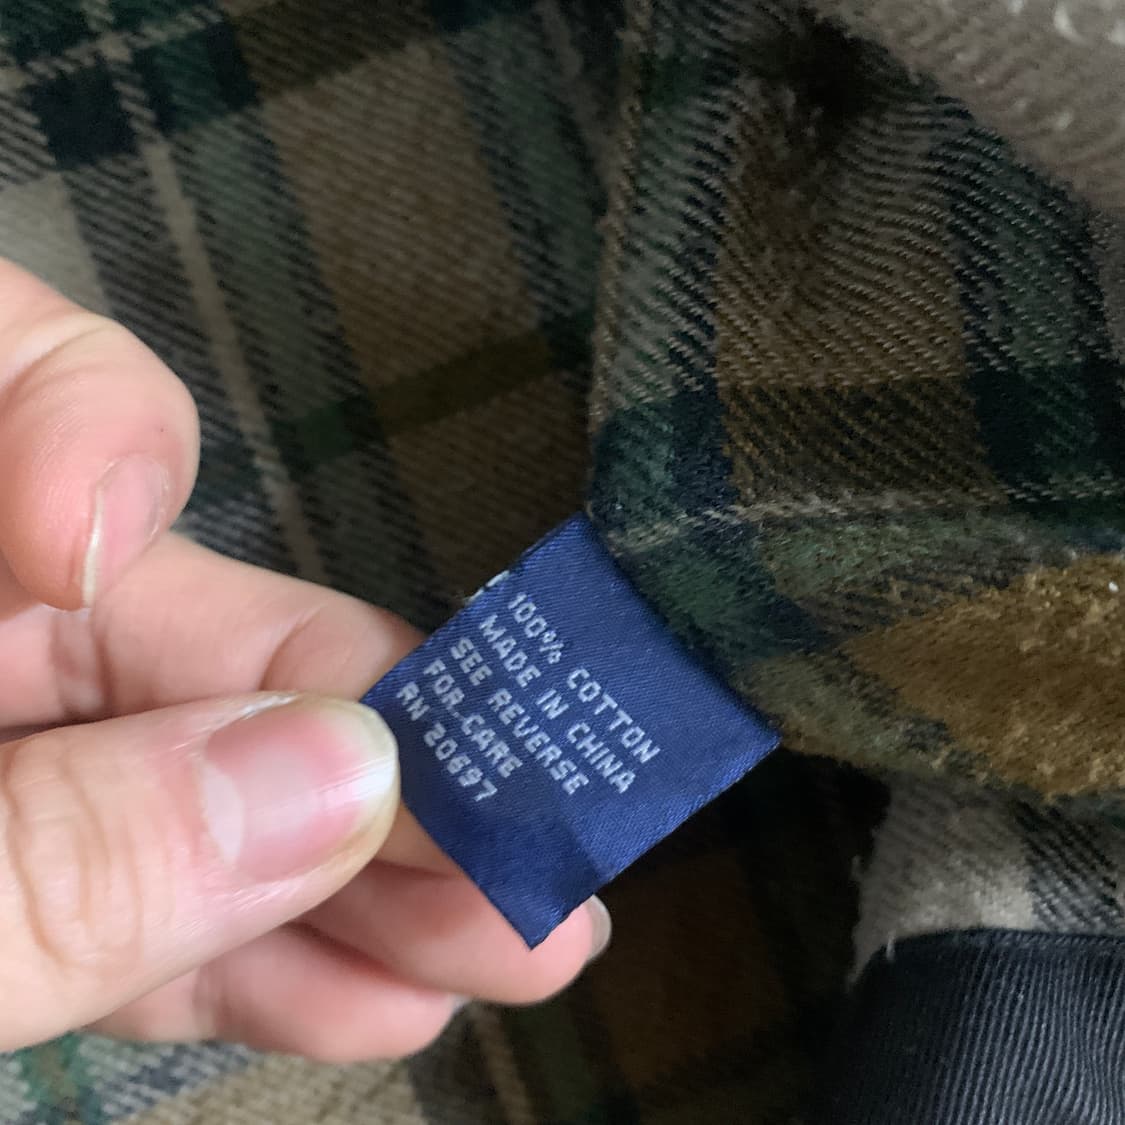 100% COTTON
MADE IN CHINA
SEE REVERSE
FOR CARE
RN 20697